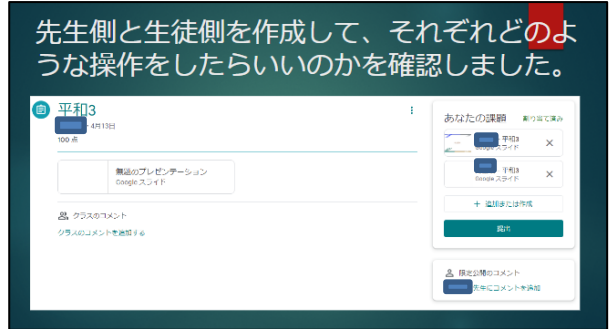 先生側と生徒側を作成して、それぞれどのよ
うな操作をしたらいいのかを確認しました。
平和3
4月13日
100 点
無題のプレゼンテーション
Google スライド
クラスのコメント
クラスのコメントを追加する
あなたの課題 割り当て済み
平和3
Google スライド
平和3
Google スライド
+ 追加または作成
提出
限定公開のコメント
先生にコメントを追加